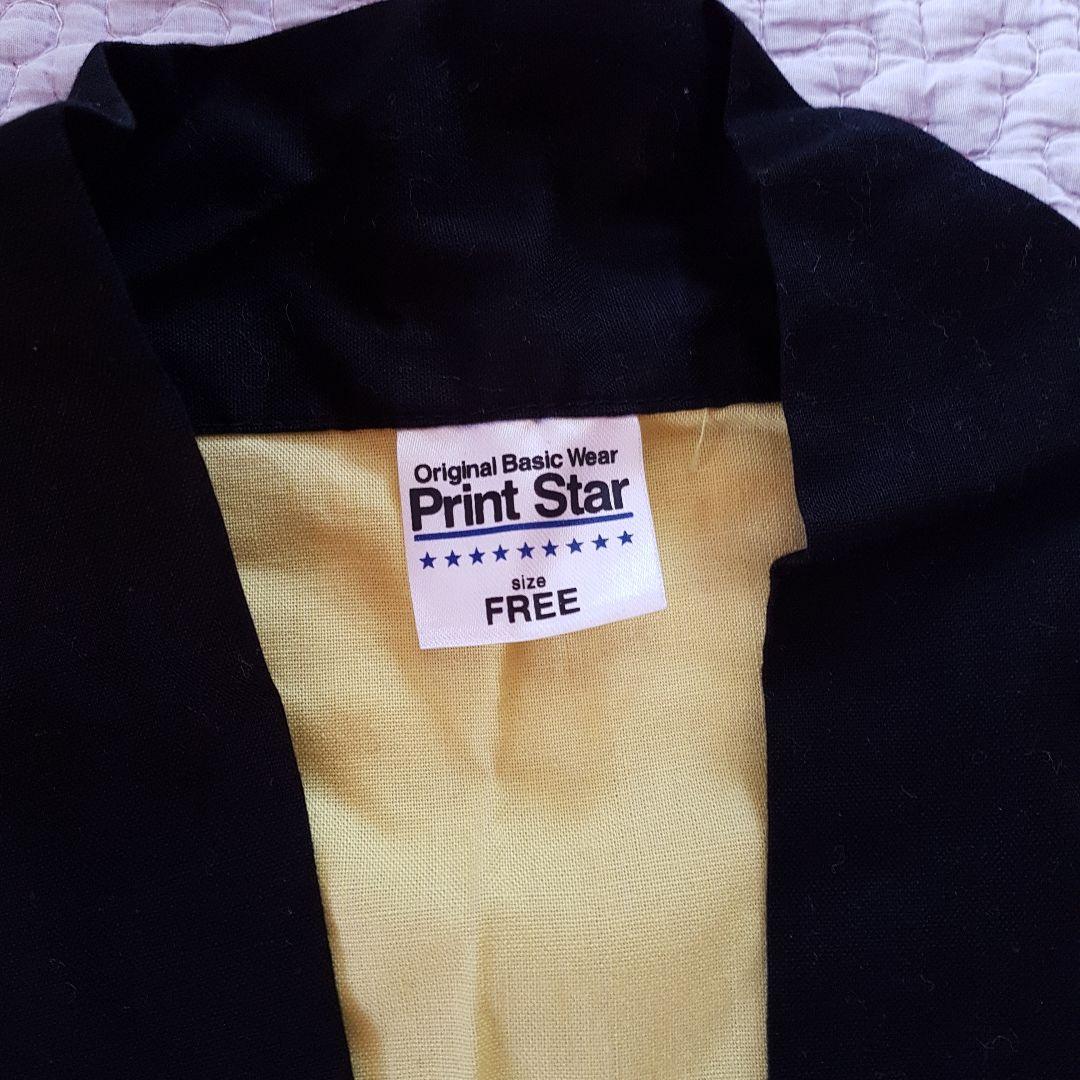 Original Basic Wear
Print Star
★★★★★★★★★
size
FREE